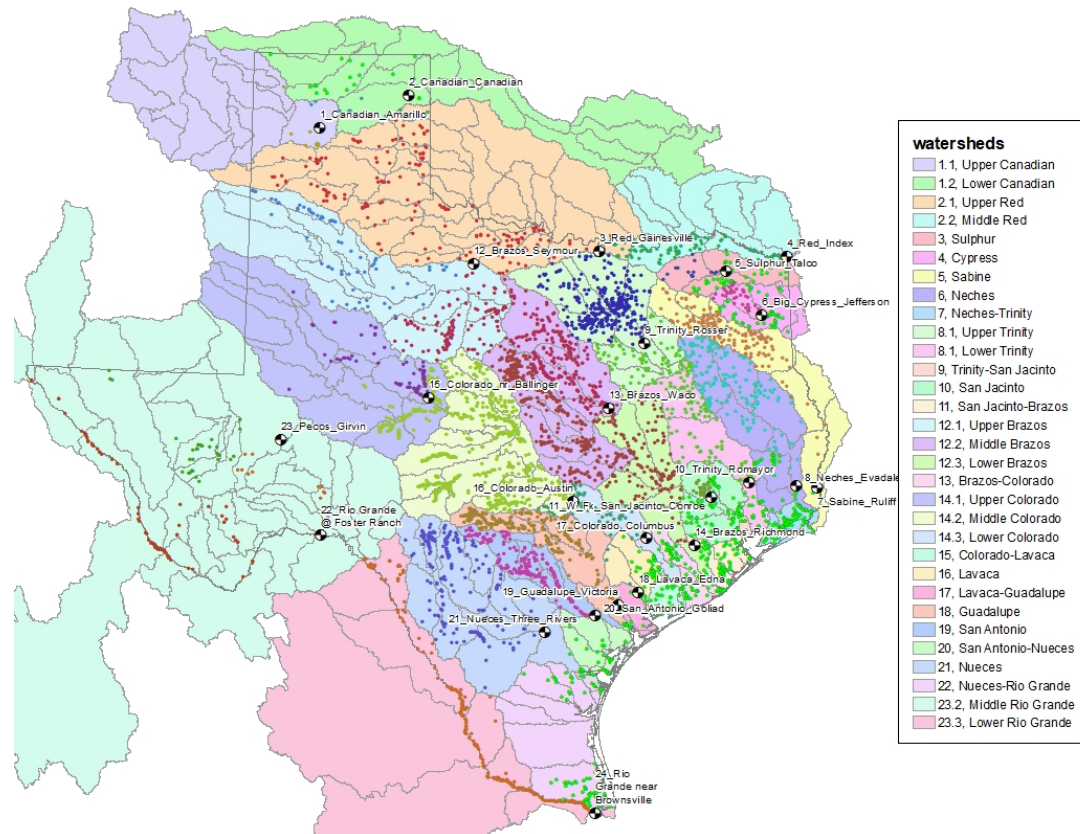 2_Canadian_Canadian
1_Canadian_Amarillo
12_Brazos_Seymour
3_Red_Gainesville
4_Red_Index
5_Sulphur_Talco
6_Big_Cypress_Jefferson
9_Trinity_Rosser
15_Colorado_nr_Ballinger
13_Brazos_Waco
23_Pecos_Girvin
10_Trinity_Romayor
8_Neches_Evadale
16_Colorado_Austin
7_Sabine_Ruliff
11_W_Fk_San_Jacinto_Conroe
22_Rio Grande
@ Foster Ranch
17_Colorado_Columbus
14_Brazos_Richmond
18_Lavaca_Edna
19_Guadalupe_Victoria
20_San_Antonio_Goliad
21_Nueces_Three_Rivers
24_Rio
Grande near
Brownsville
watersheds
1.1, Upper Canadian
1.2, Lower Canadian
2.1, Upper Red
2.2, Middle Red
3, Sulphur
4, Cypress
5, Sabine
6, Neches
7, Neches-Trinity
8.1, Upper Trinity
8.1, Lower Trinity
9, Trinity-San Jacinto
10, San Jacinto
11, San Jacinto-Brazos
12.1, Upper Brazos
12.2, Middle Brazos
12.3, Lower Brazos
13, Brazos-Colorado
14.1, Upper Colorado
14.2, Middle Colorado
14.3, Lower Colorado
15, Colorado-Lavaca
16, Lavaca
17, Lavaca-Guadalupe
18, Guadalupe
19, San Antonio
20, San Antonio-Nueces
21, Nueces
22, Nueces-Rio Grande
23.2, Middle Rio Grande
23.3, Lower Rio Grande